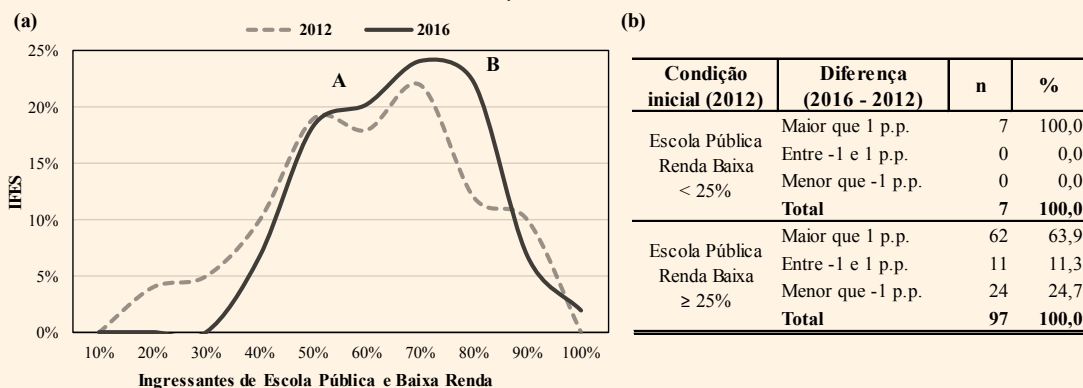 (a)
2012 2016
25%
20%
15%
10%
5%
0%
IFES
A
B
10% 20% 30% 40% 50% 60% 70% 80% 90% 100%
Ingressantes de Escola Pública e Baixa Renda
(b)
Condição inicial (2012) Diferença (2016 - 2012) n %
Escola Pública Renda Baixa < 25%
Maior que 1 p.p. 7 100,0
Entre -1 e 1 p.p. 0 0,0
Menor que -1 p.p. 0 0,0
Total 7 100,0
Escola Pública Renda Baixa ≥ 25%
Maior que 1 p.p. 62 63,9
Entre -1 e 1 p.p. 11 11,3
Menor que -1 p.p. 24 24,7
Total 97 100,0